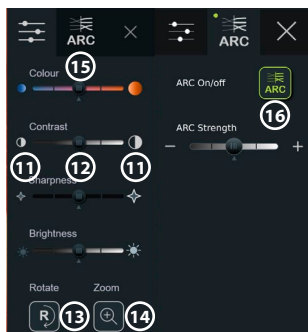 ARC
ARC
Colour
15
ARC On/off
ARC
16
Contrast
ARC Strength
11
12
11
Sharpness
Brightness
Rotate
Zoom
R
13
14